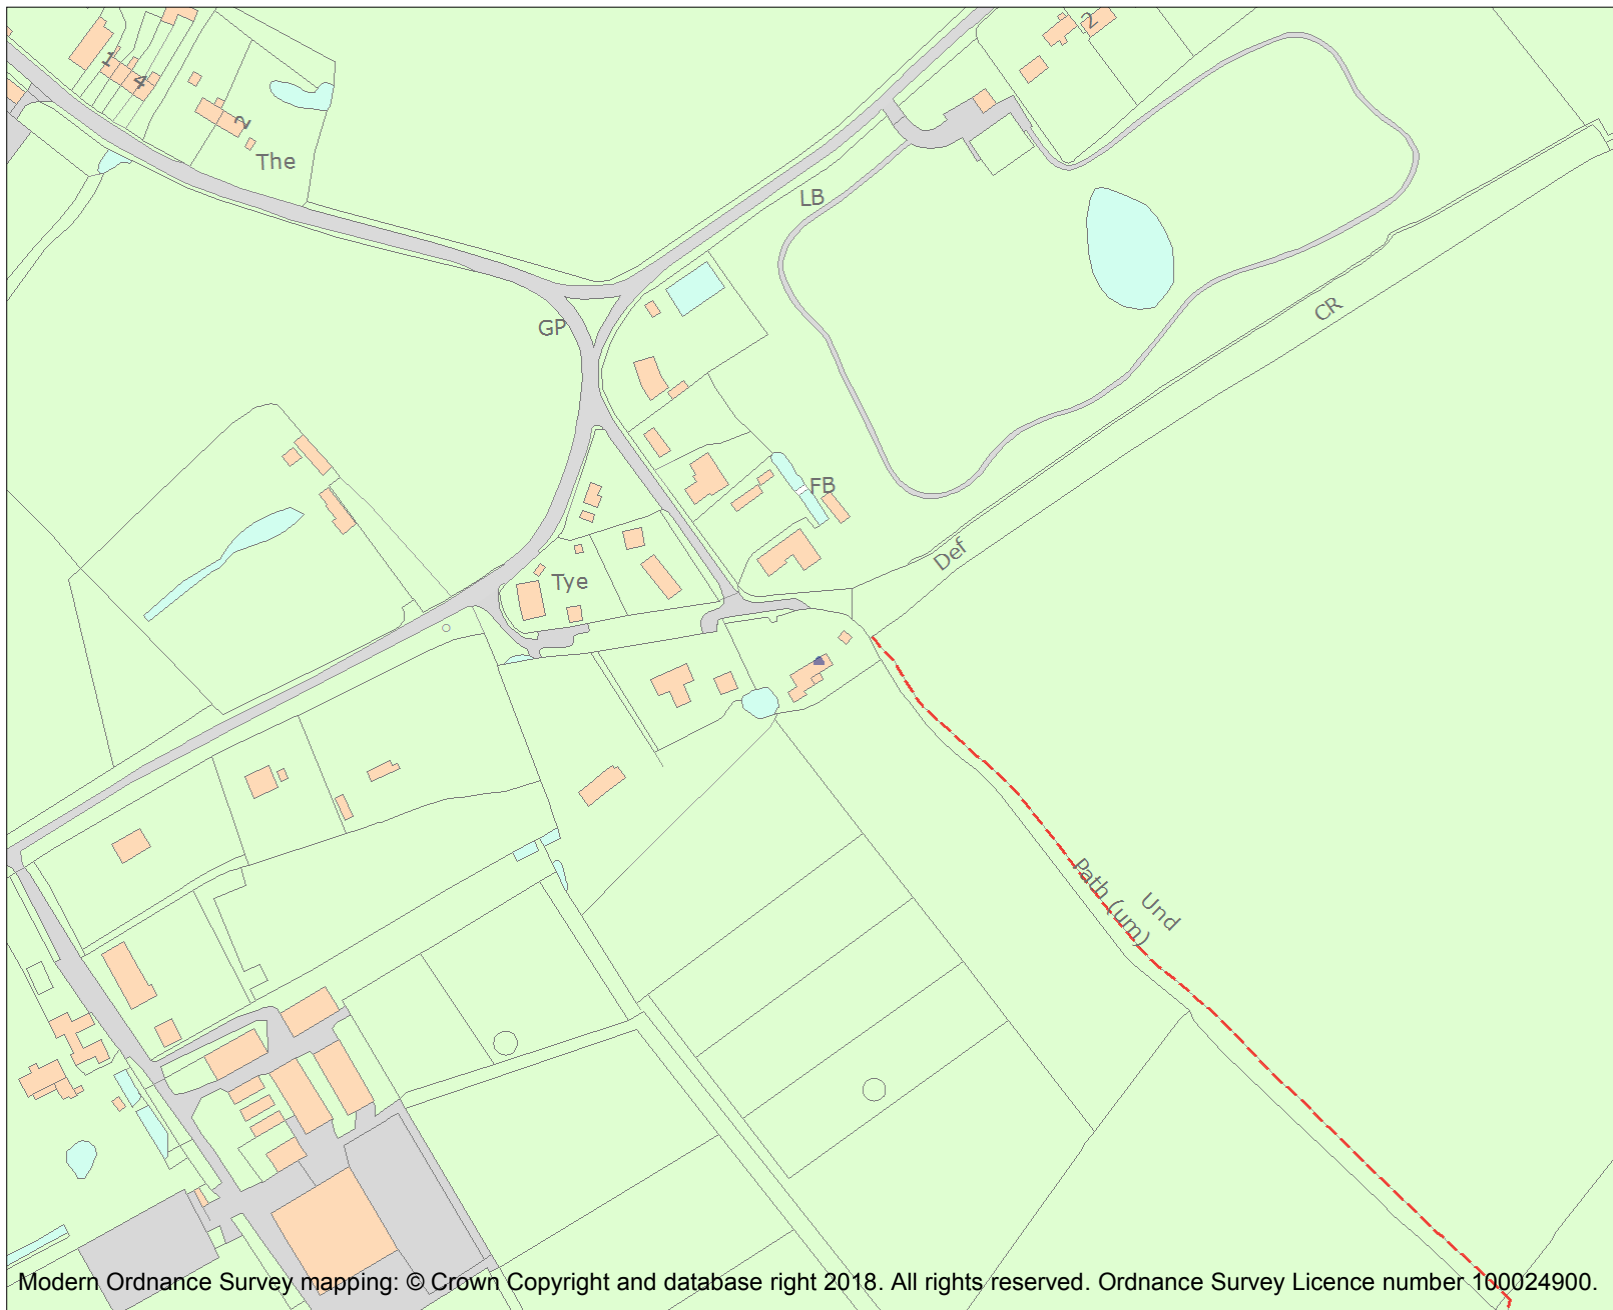 2
1
4
2
The
LB
CR
GP
FB
Def
Tye
Path (um)
Und
Modern Ordnance Survey mapping: © Crown Copyright and database right 2018. All rights reserved. Ordnance Survey Licence number 100024900.